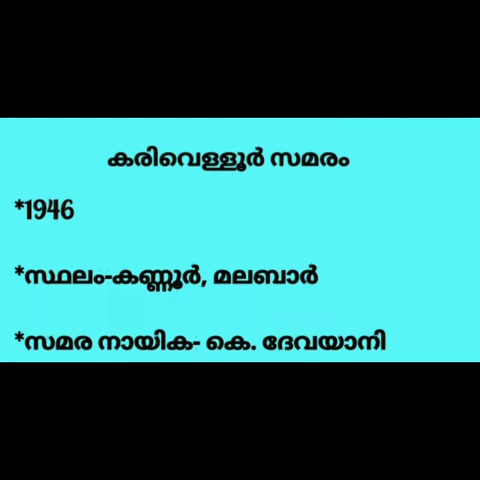 കരിവെള്ളൂർ സമരം
*1946
*സ്ഥലം-കണ്ണൂർ, മലബാർ
*സമര നായിക- കെ. ദേവയാനി